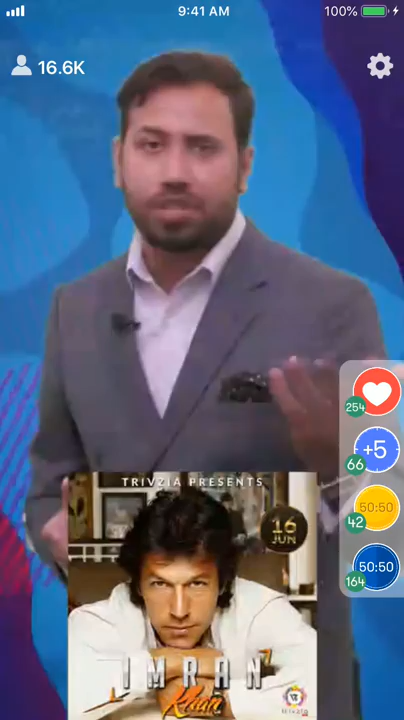 9:41 AM
100%
16.6K
254
+5
66
50:50
42
50:50
164
TRIVZIA PRESENTS
16
JUN
IMRAN
Khan
trivzia